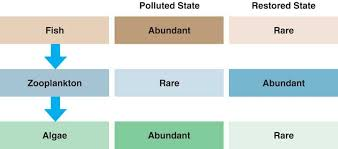 Polluted State Restored State
Fish Abundant Rare
Zooplankton Rare Abundant
Algae Abundant Rare